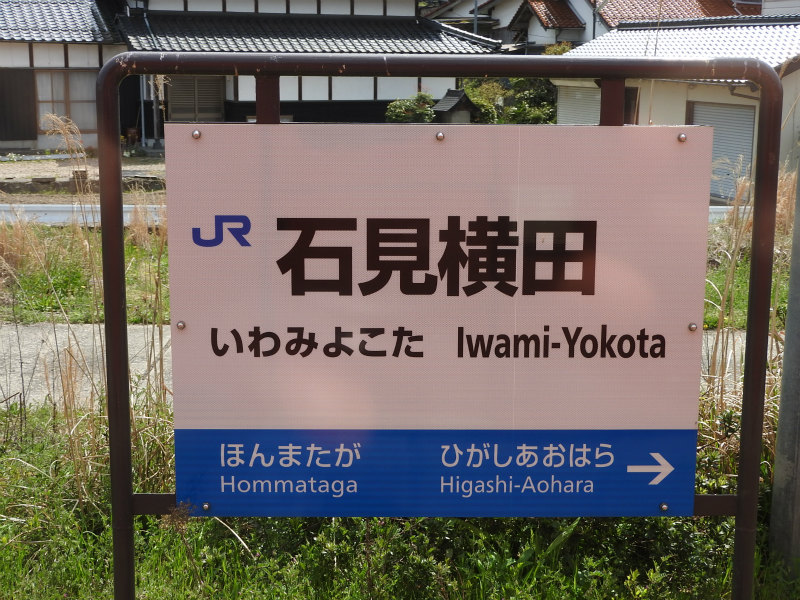 JR 石見横田
いわみよこた Iwami-Yokota
ほんまたが ひがしあおはら →
Hommataga Higashi-Aohara